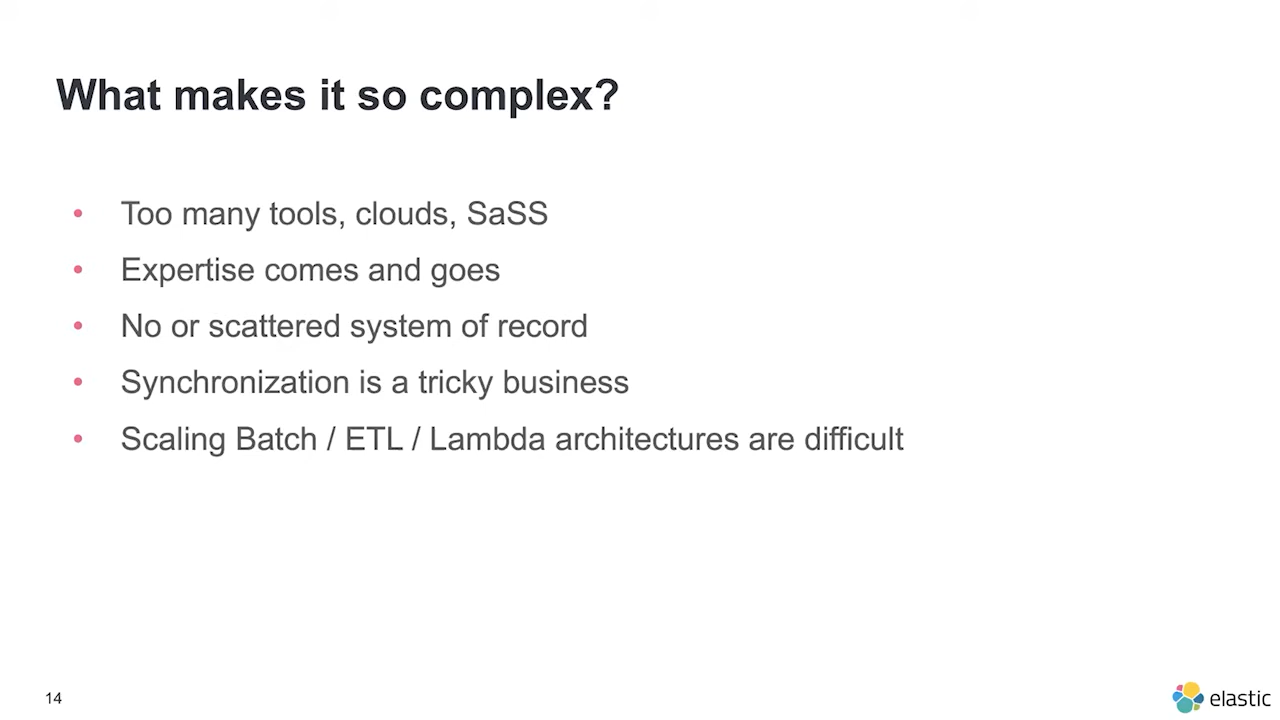 What makes it so complex?
• Too many tools, clouds, SaSS
• Expertise comes and goes
• No or scattered system of record
• Synchronization is a tricky business
• Scaling Batch / ETL / Lambda architectures are difficult
14
elastic